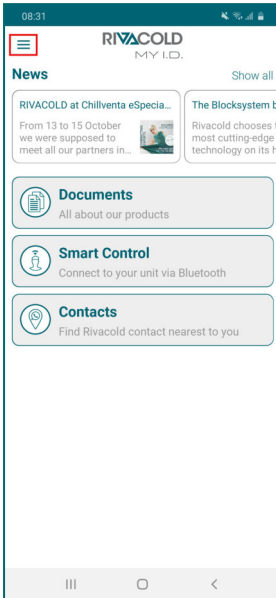 08:31
RIVACOLD
MY I.D.
News
Show all
RIVACOLD at Chillventa eSpecia...
From 13 to 15 October
we were supposed to
meet all our partners in...
The Blocksystem b
Rivacold chooses
most cutting-edge
technology on its h
Documents
All about our products
Smart Control
Connect to your unit via Bluetooth
Contacts
Find Rivacold contact nearest to you